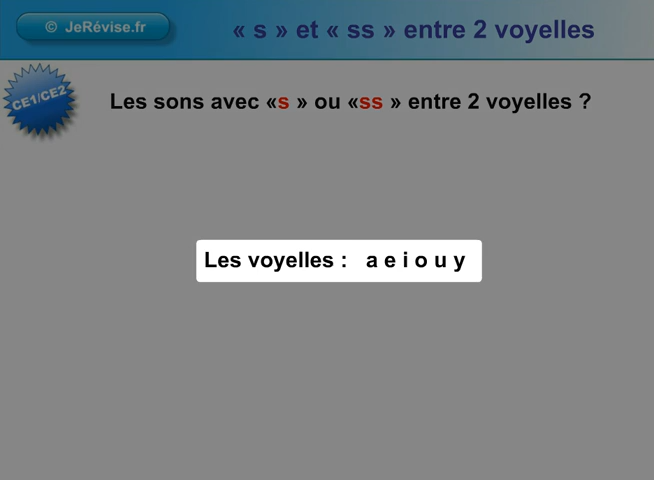 © JeRévise.fr
« s » et « ss » entre 2 voyelles
CE1/CE2
Les sons avec «s » ou «ss » entre 2 voyelles ?
Les voyelles : a e i o u y